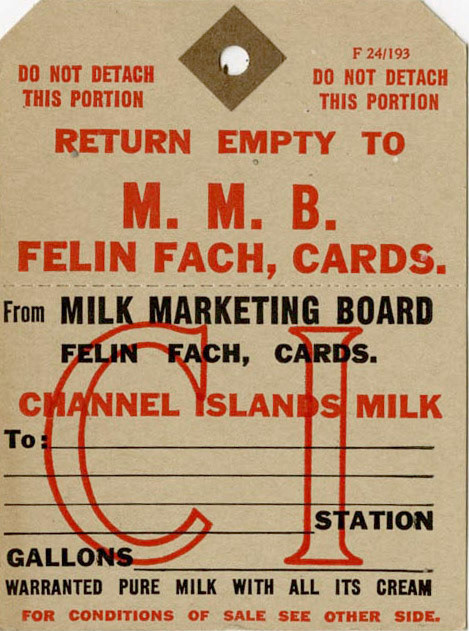 F 24/193
DO NOT DETACH THIS PORTION
DO NOT DETACH THIS PORTION
RETURN EMPTY TO
M. M. B.
FELIN FACH, CARDS.
From MILK MARKETING BOARD
FELIN FACH, CARDS.
CHANNEL ISLANDS MILK
CI
To:
STATION
GALLONS
WARRANTED PURE MILK WITH ALL ITS CREAM
FOR CONDITIONS OF SALE SEE OTHER SIDE.